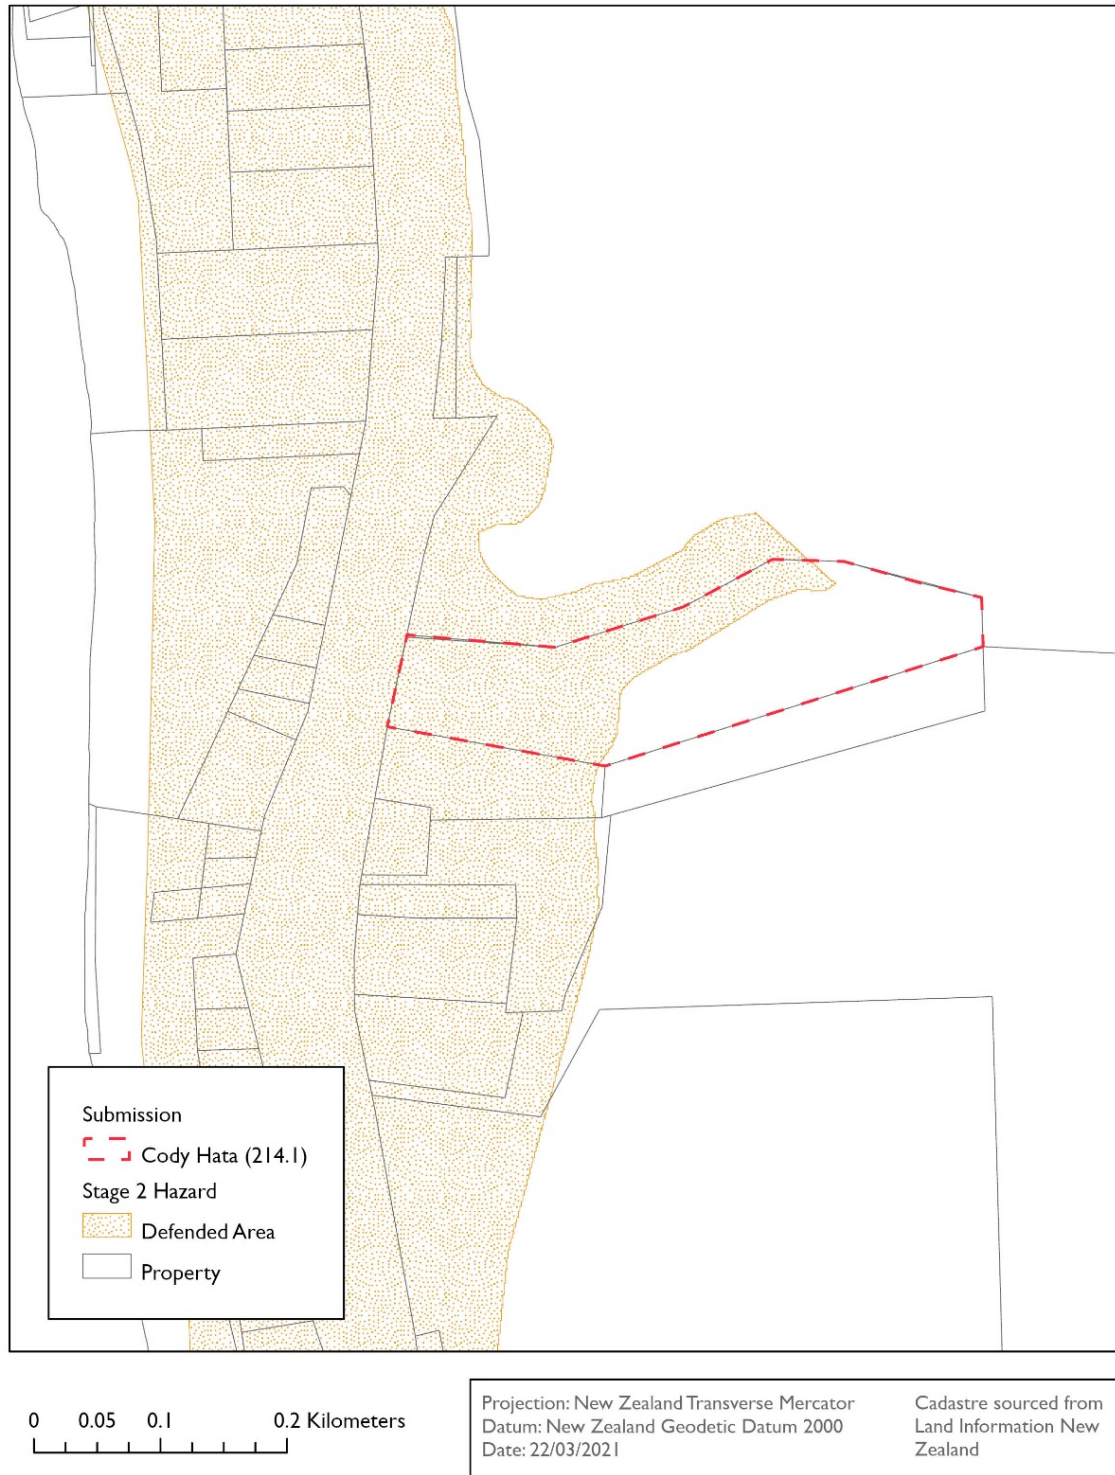 Submission
Cody Hata (214.1)
Stage 2 Hazard
Defended Area
Property
0 0.05 0.1 0.2 Kilometers
Projection: New Zealand Transverse Mercator
Datum: New Zealand Geodetic Datum 2000
Date: 22/03/2021
Cadastre sourced from
Land Information New
Zealand